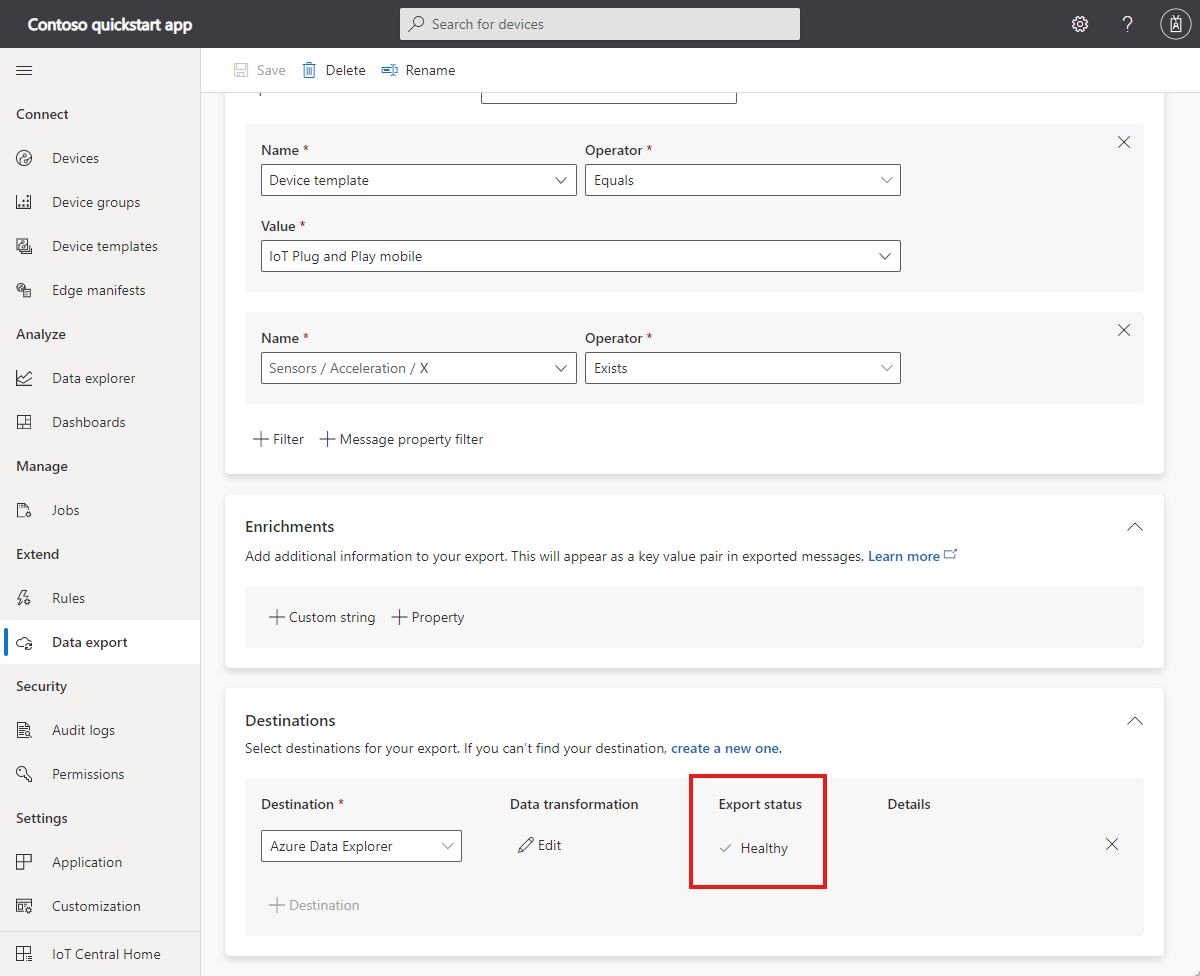 Contoso quickstart app
Search for devices
?
Save Delete Rename
Connect
Devices
Device groups
Device templates
Edge manifests
Analyze
Data explorer
Dashboards
Manage
Jobs
Extend
Rules
Data export
Security
Audit logs
Permissions
Settings
Application
Customization
IoT Central Home
Name * Operator *
Device template Equals
Value *
IoT Plug and Play mobile
Name * Operator *
Sensors / Acceleration / X Exists
+ Filter + Message property filter
Enrichments
Add additional information to your export. This will appear as a key value pair in exported messages. Learn more
+ Custom string + Property
Destinations
Select destinations for your export. If you can't find your destination, create a new one.
Destination * Data transformation Export status Details
Azure Data Explorer Edit Healthy
+ Destination